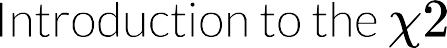 Introduction to the χ2